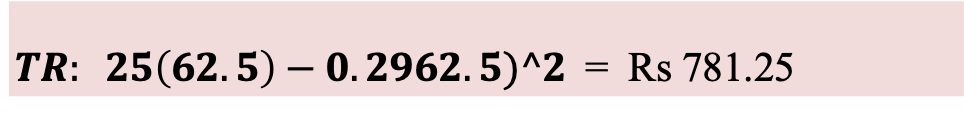 TR: 25(62.5) – 0.2962.5)^2 = Rs 781.25